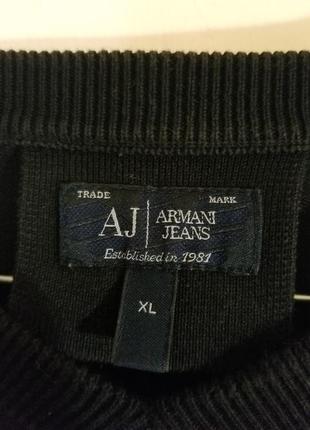 TRADE MARK
AJ ARMANI
JEANS
Established in 1981
XL